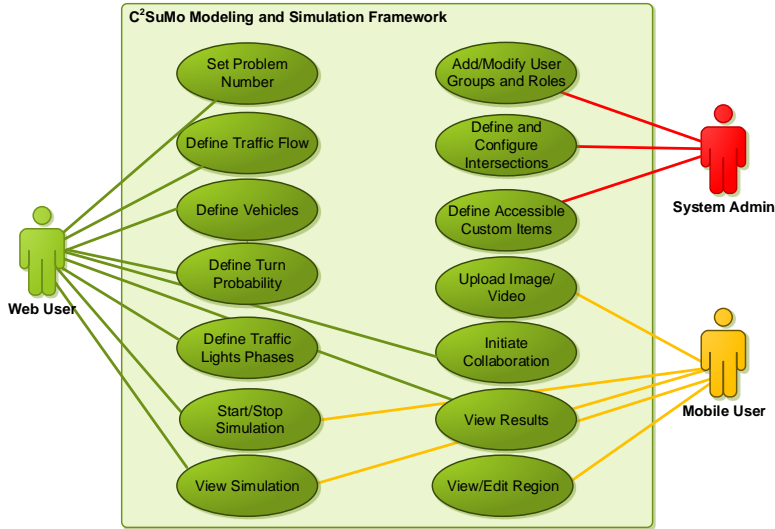 C²SuMo Modeling and Simulation Framework
Set Problem
Number
Define Traffic Flow
Define Vehicles
Define Turn
Probability
Define Traffic
Lights Phases
Start/Stop
Simulation
View Simulation
Add/Modify User
Groups and Roles
Define and
Configure
Intersections
Define Accessible
Custom Items
Upload Image/
Video
Initiate
Collaboration
View Results
View/Edit Region
Web User
System Admin
Mobile User